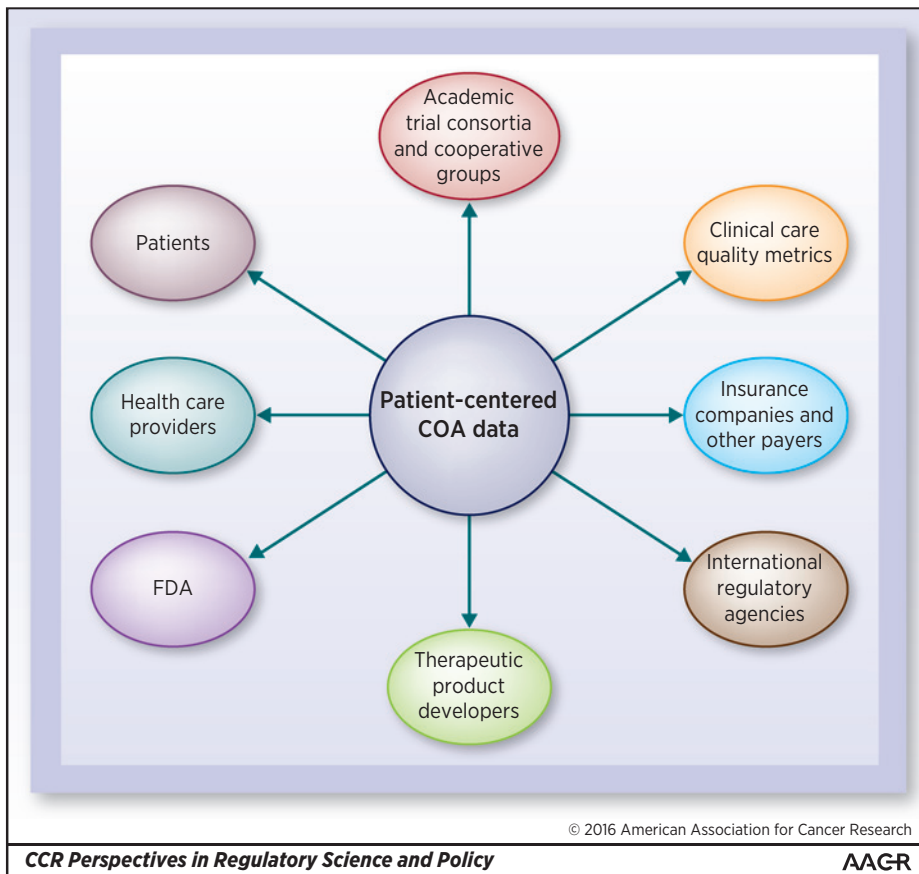 Academic
trial consortia
and cooperative
groups
Patients
Clinical care
quality metrics
Health care
providers
Patient-centered
COA data
Insurance
companies and
other payers
FDA
International
regulatory
agencies
Therapeutic
product
developers
© 2016 American Association for Cancer Research
CCR Perspectives in Regulatory Science and Policy
AACR